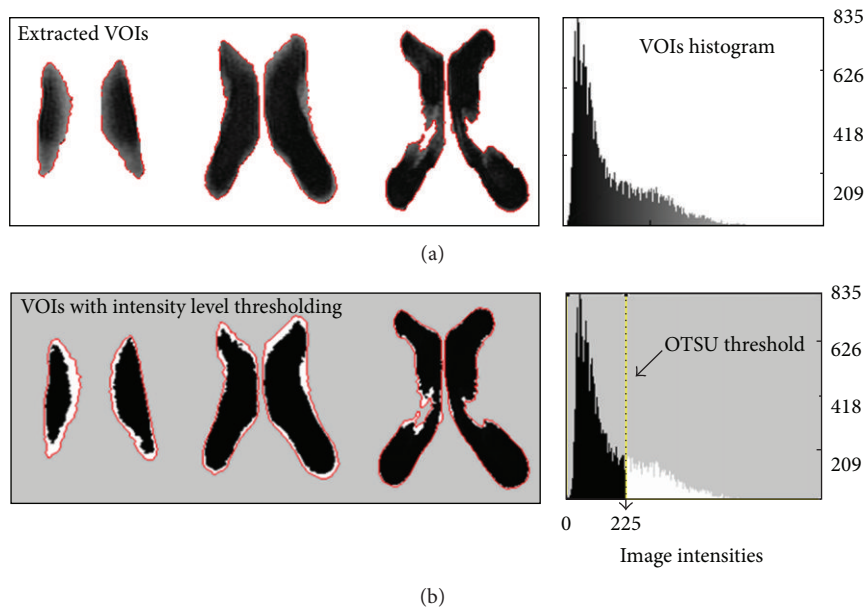 Extracted VOIs
VOIs histogram
835
626
418
209
(a)
VOIs with intensity level thresholding
OTSU threshold
835
626
418
209
0 225
Image intensities
(b)